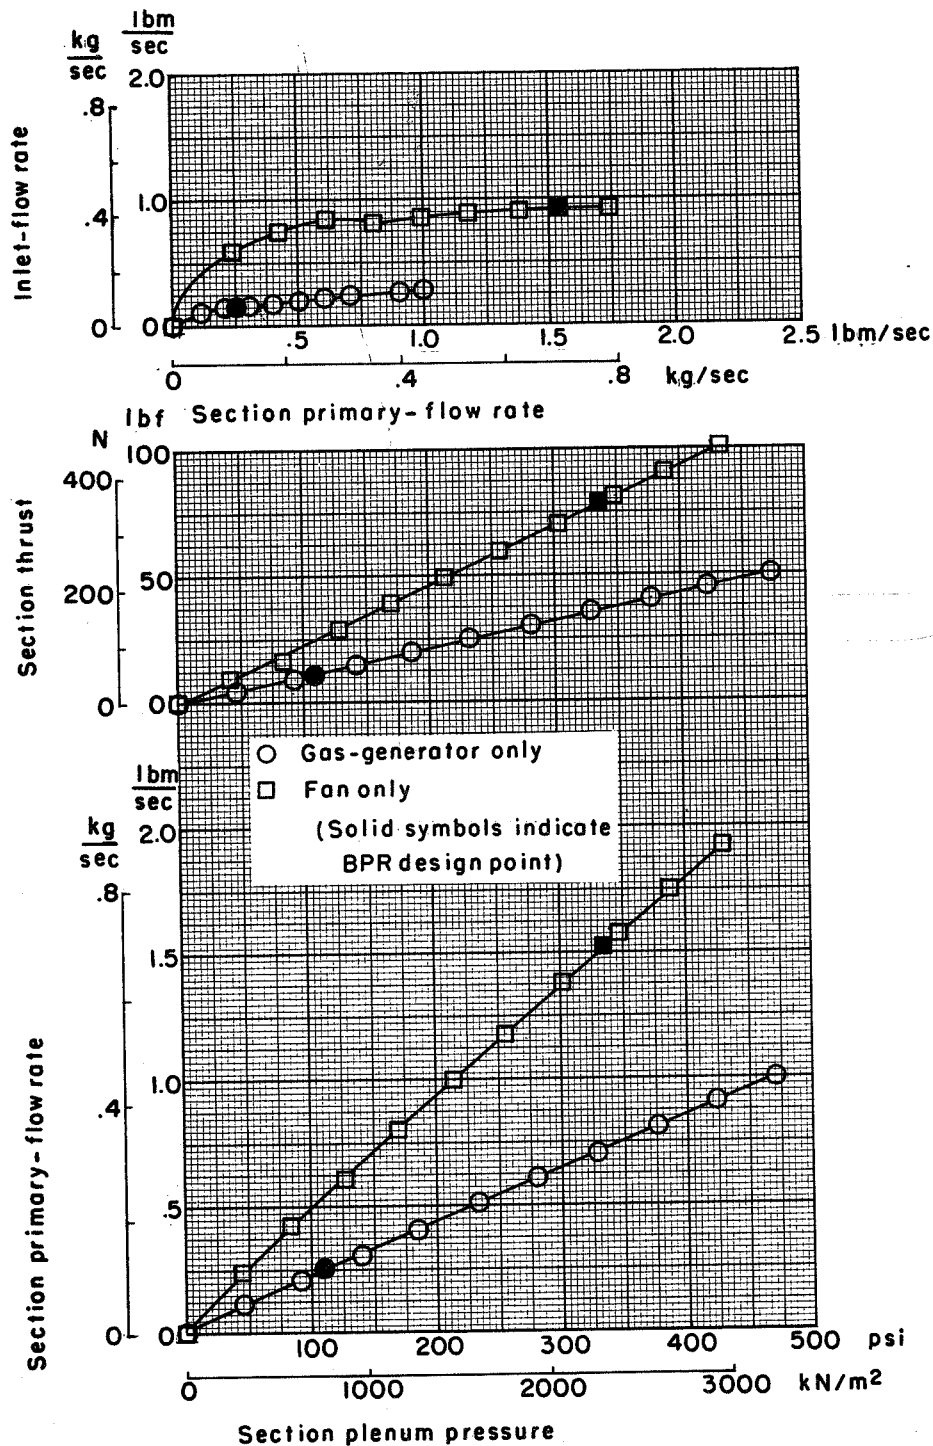 lbm
kg sec
sec
2.0
.8
Inlet-flow rate
1.0
.4
0 0
.5 1.0 1.5 2.0 2.5 lbm/sec
0 .4 .8 kg/sec
lbf Section primary-flow rate
N
100
400
Section thrust
50
200
0 0
Gas-generator only
Fan only
(Solid symbols indicate
BPR design point)
lbm
sec
kg
sec
2.0
.8
1.5
Section primary-flow rate
1.0
.4
.5
0 0
100 200 300 400 500 psi
0 1000 2000 3000 kN/m²
Section plenum pressure